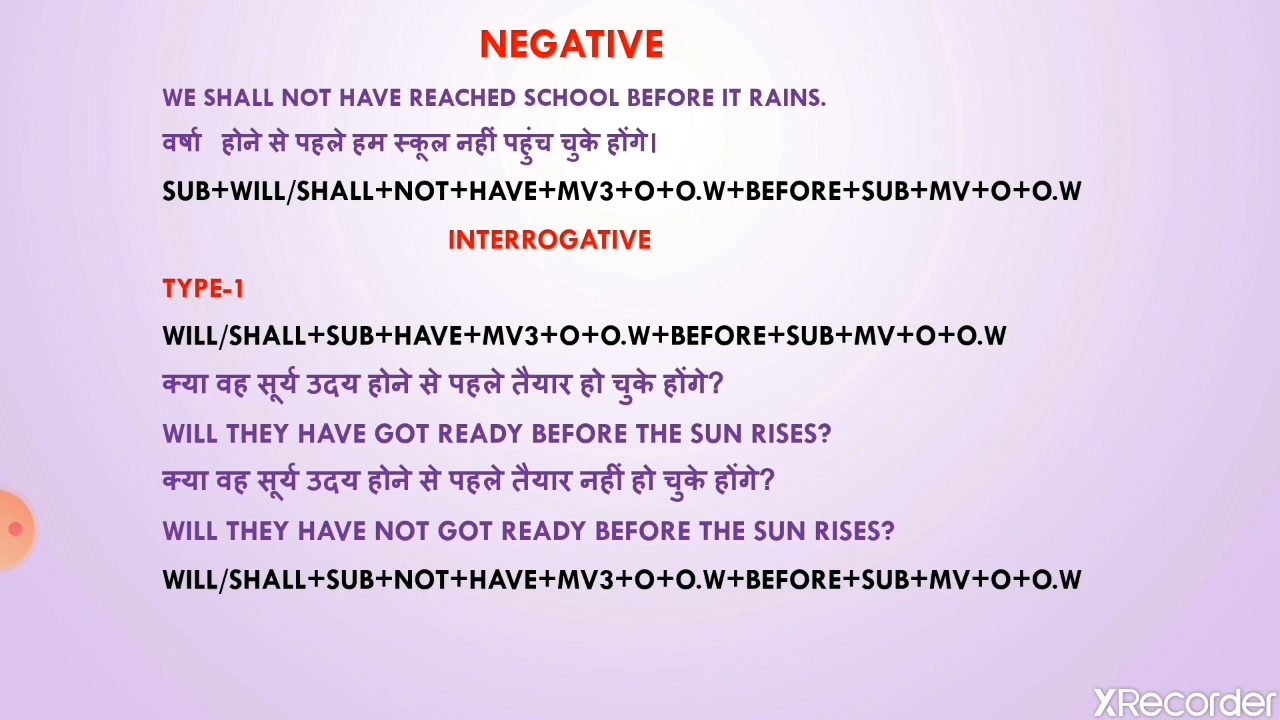 NEGATIVE
WE SHALL NOT HAVE REACHED SCHOOL BEFORE IT RAINS.
वर्षा होने से पहले हम स्कूल नहीं पहुंच चुके होंगे।
SUB+WILL/SHALL+NOT+HAVE+MV3+O+O.W+BEFORE+SUB+MV+O+O.W
INTERROGATIVE
TYPE-1
WILL/SHALL+SUB+HAVE+MV3+O+O.W+BEFORE+SUB+MV+O+O.W
क्या वह सूर्य उदय होने से पहले तैयार हो चुके होंगे?
WILL THEY HAVE GOT READY BEFORE THE SUN RISES?
क्या वह सूर्य उदय होने से पहले तैयार नहीं हो चुके होंगे?
WILL THEY HAVE NOT GOT READY BEFORE THE SUN RISES?
WILL/SHALL+SUB+NOT+HAVE+MV3+O+O.W+BEFORE+SUB+MV+O+O.W
XRecorder